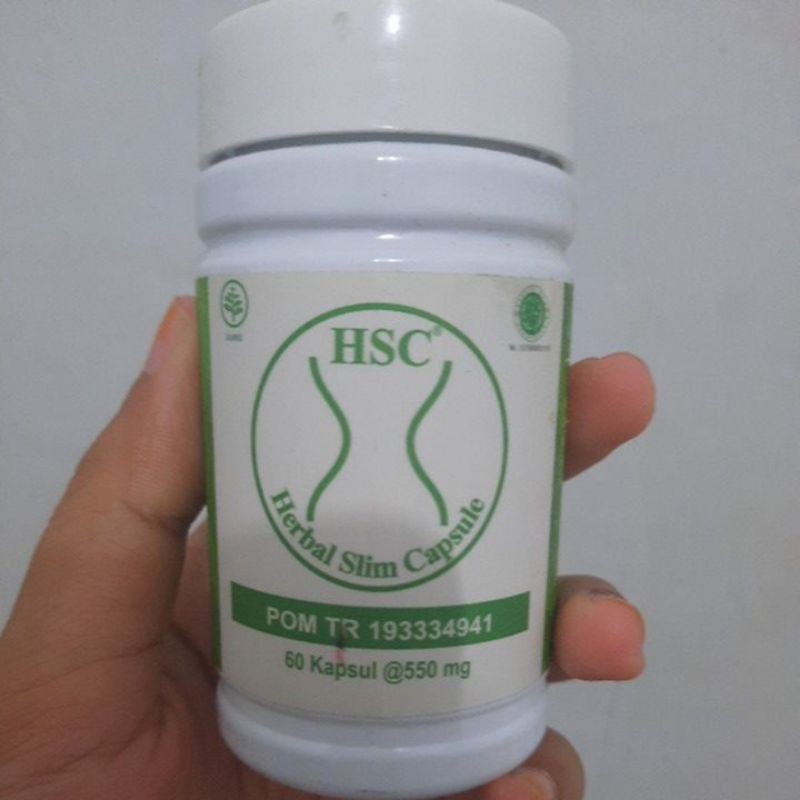 HSC®
Herbal Slim Capsule
POM TR 193334941
60 Kapsul @550 mg